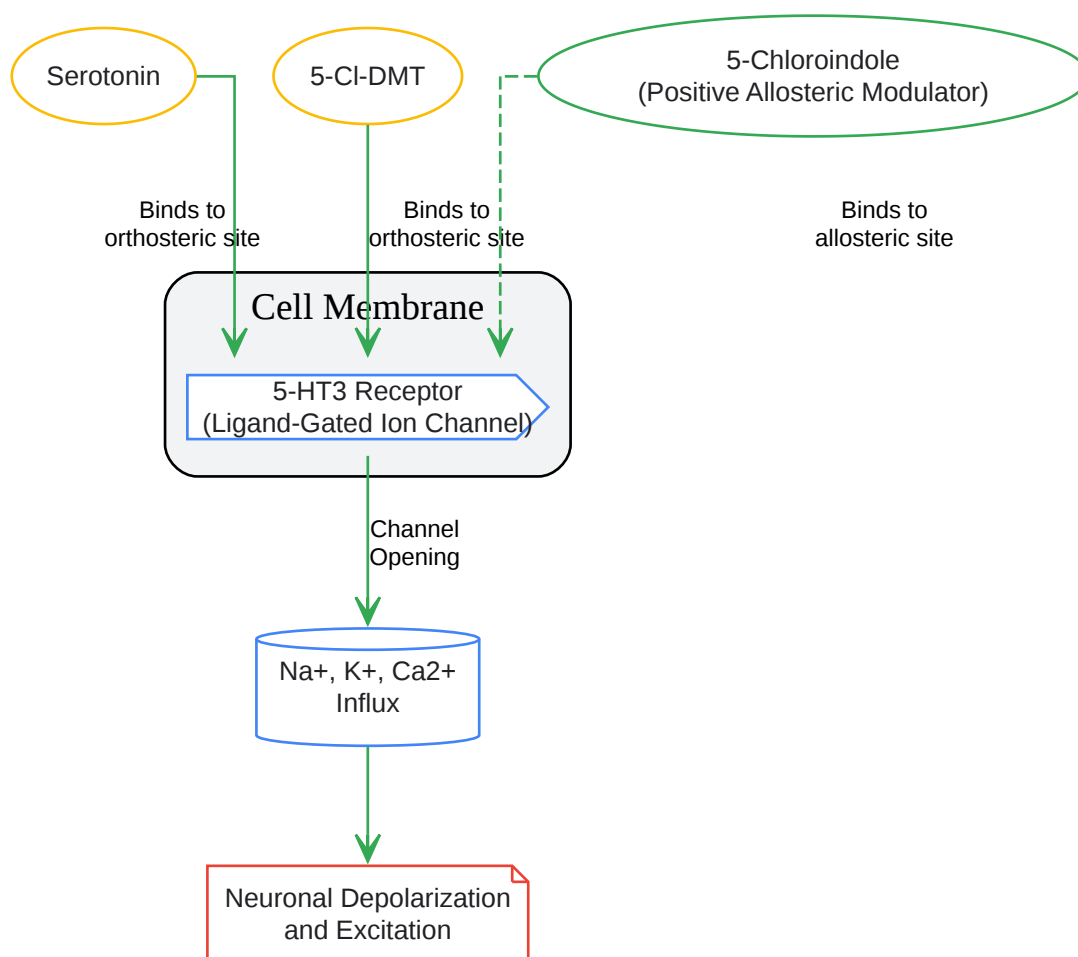 Serotonin
5-Cl-DMT
5-Chloroindole
(Positive Allosteric Modulator)
Binds to
orthosteric site
Binds to
orthosteric site
Binds to
allosteric site
Cell Membrane
5-HT3 Receptor
(Ligand-Gated Ion Channel)
Channel
Opening
Na+, K+, Ca2+
Influx
Neuronal Depolarization
and Excitation